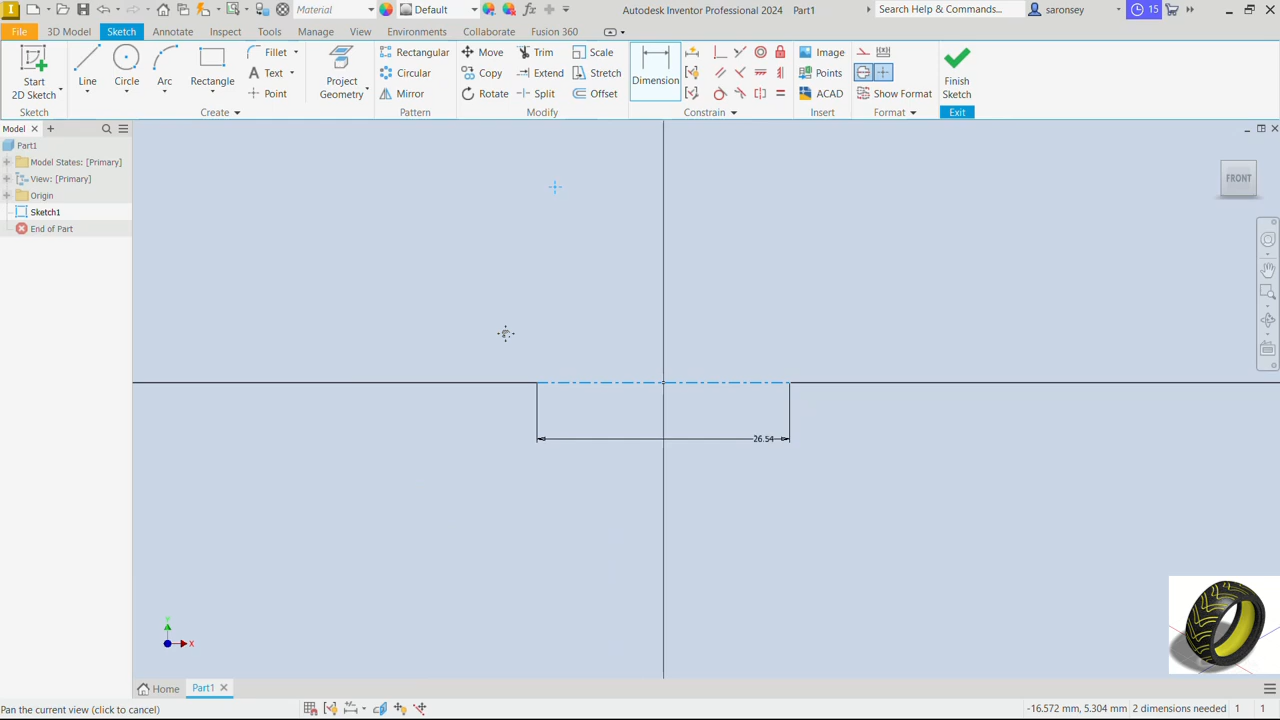 Material
Default
Autodesk Inventor Professional 2024 Part1
Search Help & Commands...
saronsey
15
File
Sketch
3D Model
Annotate
Inspect
Tools
Manage
View
Environments
Collaborate
Fusion 360
Start
2D Sketch
Line
Circle
Arc
Rectangle
Fillet
Text
Point
Project
Geometry
Rectangular
Circular
Mirror
Move
Copy
Rotate
Trim
Extend
Split
Scale
Stretch
Offset
Dimension
Image
Points
ACAD
Show Format
Finish
Sketch
Sketch
Create
Pattern
Modify
Constrain
Insert
Format
Exit
Model
Part1
Model States: [Primary]
View: [Primary]
Origin
Sketch1
End of Part
FRONT
26.54
Y
X
Home
Part1
Pan the current view (click to cancel)
-16.572 mm, 5.304 mm
2 dimensions needed
1
1